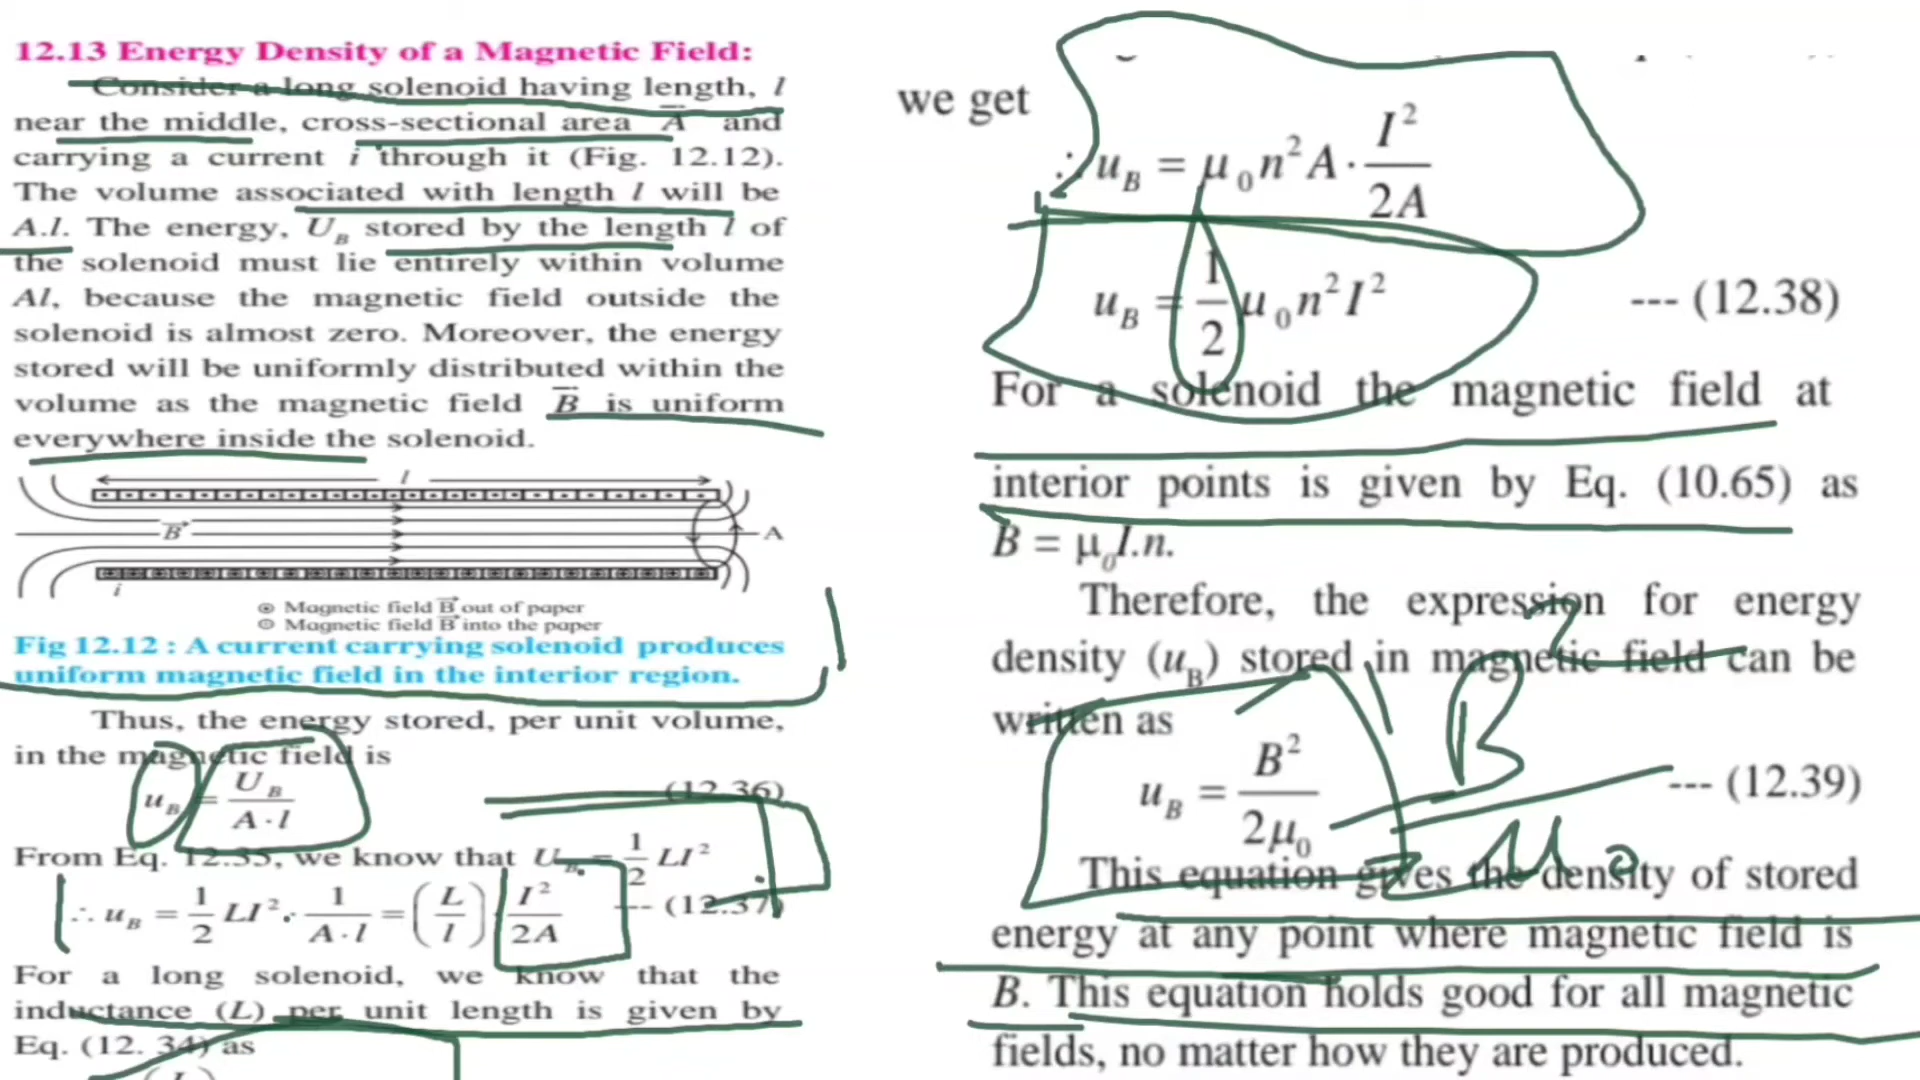 12.13 Energy Density of a Magnetic Field:
Consider a long solenoid having length, l
near the middle, cross-sectional area A⃗ and
carrying a current i through it (Fig. 12.12).
The volume associated with length l will be
A.l. The energy, U_B stored by the length l of
the solenoid must lie entirely within volume
Al, because the magnetic field outside the
solenoid is almost zero. Moreover, the energy
stored will be uniformly distributed within the
volume as the magnetic field B⃗ is uniform
everywhere inside the solenoid.
l
B⃗
A
i
⊙ Magnetic field B⃗ out of paper
Magnetic field B⃗ into the paper
Fig 12.12 : A current carrying solenoid produces
uniform magnetic field in the interior region.
Thus, the energy stored, per unit volume,
in the magnetic field is
u_B = U_B / A·l (12.36)
From Eq. 12.35, we know that U_B = 1/2 LI²
∴ u_B = 1/2 LI² · 1/A·l = (L/l) I²/2A --- (12.37)
For a long solenoid, we know that the
inductance (L) per unit length is given by
Eq. (12. 34) as
we get
∴ u_B = μ₀n²A · I²/2A
u_B = 1/2 μ₀n²I² --- (12.38)
For a solenoid the magnetic field at
interior points is given by Eq. (10.65) as
B = μ₀I.n.
Therefore, the expression for energy
density (u_B) stored in magnetic field can be
written as
u_B = B²/2μ₀ --- (12.39)
B²
2μ₀
This equation gives the density of stored
energy at any point where magnetic field is
B. This equation holds good for all magnetic
fields, no matter how they are produced.